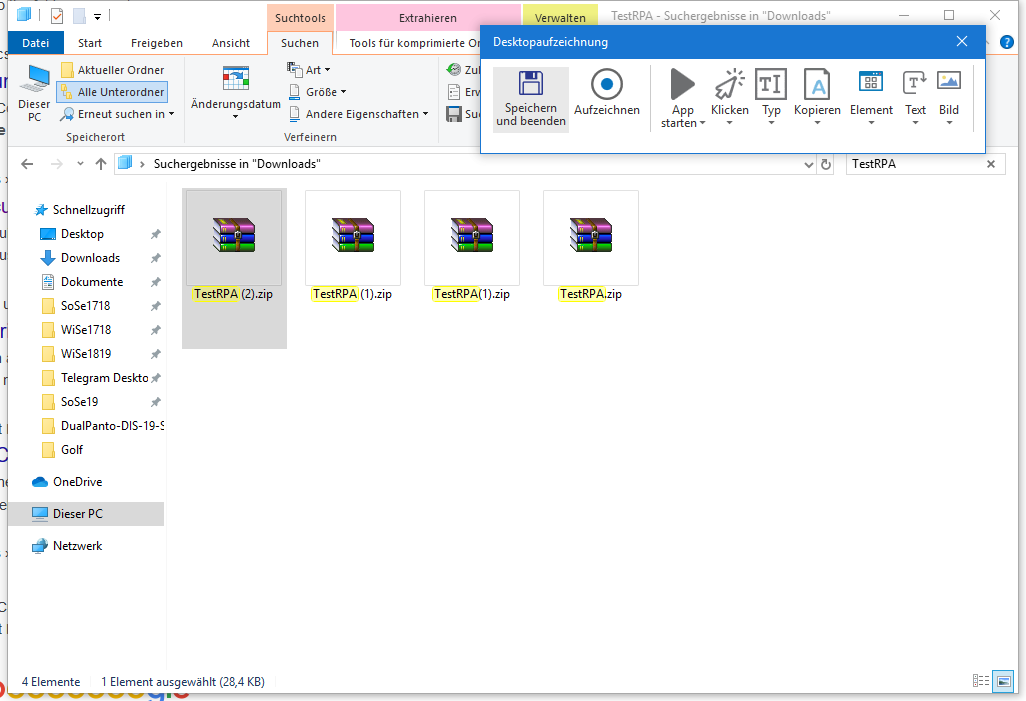 Suchtools
Extrahieren
Verwalten
TestRPA - Suchergebnisse in "Downloads"
Datei
Start
Freigeben
Ansicht
Suchen
Tools für komprimierte
Desktopaufzeichnung
Dieser
PC
Aktueller Ordner
Alle Unterordner
Erneut suchen in
Speicherort
Änderungsdatum
Art
Größe
Andere Eigenschaften
Verfeinern
Speichern
und beenden
Aufzeichnen
App
starten
Klicken
Typ
Kopieren
Element
Text
Bild
Suchergebnisse in "Downloads"
TestRPA
Schnellzugriff
Desktop
Downloads
Dokumente
SoSe1718
WiSe1718
WiSe1819
Telegram Deskto
SoSe19
DualPanto-DIS-19-S
Golf
OneDrive
Dieser PC
Netzwerk
TestRPA (2).zip
TestRPA (1).zip
TestRPA(1).zip
TestRPA.zip
4 Elemente
1 Element ausgewählt (28,4 KB)